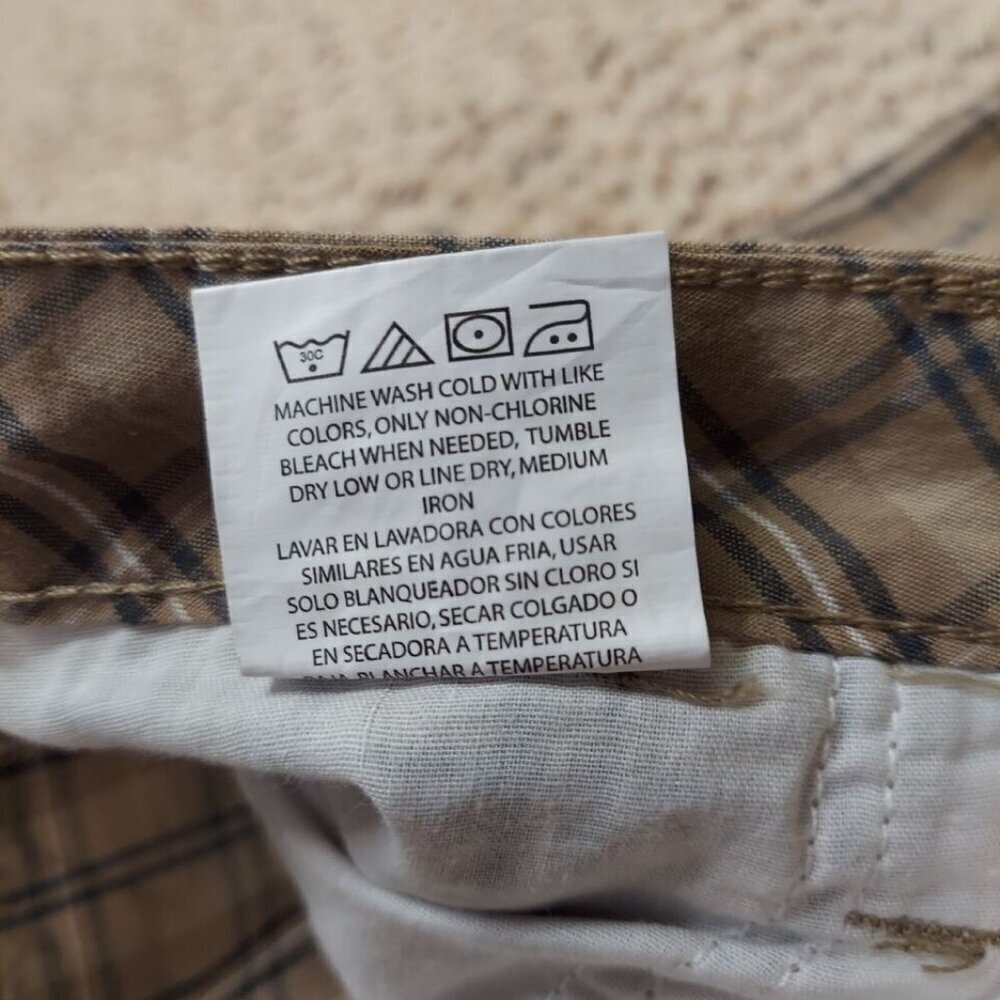 30C
MACHINE WASH COLD WITH LIKE
COLORS, ONLY NON-CHLORINE
BLEACH WHEN NEEDED, TUMBLE
DRY LOW OR LINE DRY, MEDIUM
IRON
LAVAR EN LAVADORA CON COLORES
SIMILARES EN AGUA FRIA, USAR
SOLO BLANQUEADOR SIN CLORO SI
ES NECESARIO, SECAR COLGADO O
EN SECADORA A TEMPERATURA
BAJA, PLANCHAR A TEMPERATURA